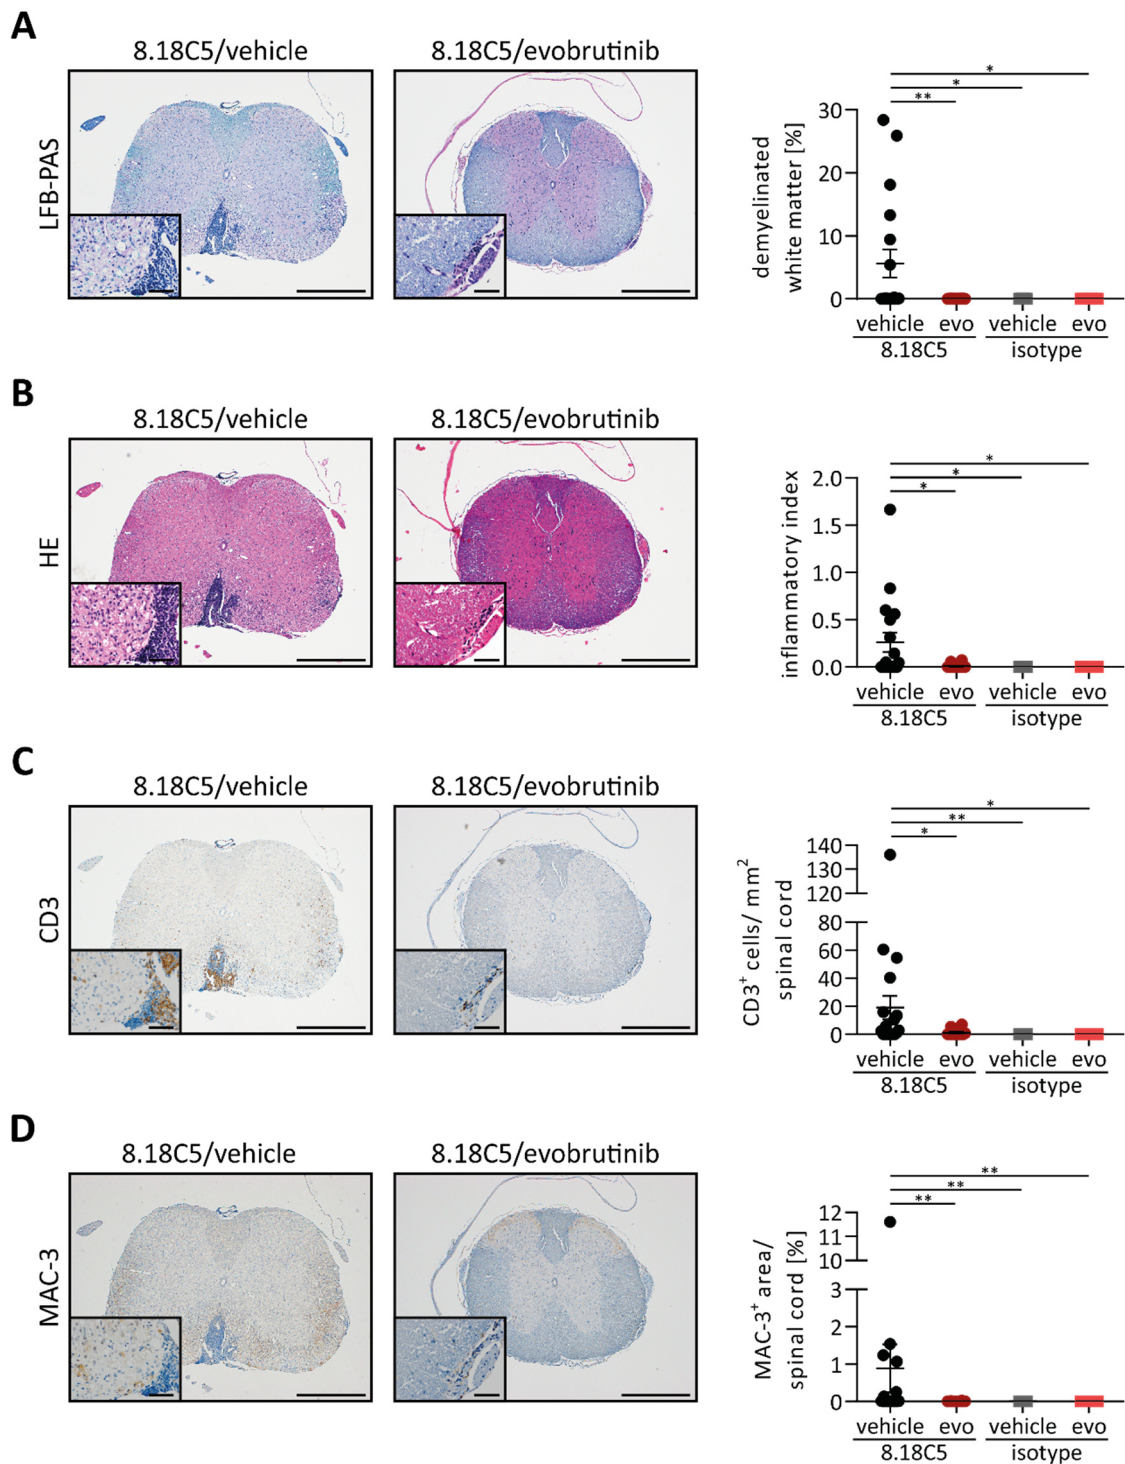 A
8.18C5/vehicle
8.18C5/evobrutinib
LFB-PAS
demyelinated
white matter [%]
*
*
**
30
20
10
0
vehicle evo vehicle evo
8.18C5 isotype
B
8.18C5/vehicle
8.18C5/evobrutinib
HE
inflammatory index
*
*
*
2.0
1.5
1.0
0.5
0.0
vehicle evo vehicle evo
8.18C5 isotype
C
8.18C5/vehicle
8.18C5/evobrutinib
CD3
CD3⁺ cells/ mm²
spinal cord
*
**
*
140
130
120
80
60
40
20
0
vehicle evo vehicle evo
8.18C5 isotype
D
8.18C5/vehicle
8.18C5/evobrutinib
MAC-3
MAC-3⁺ area/
spinal cord [%]
**
**
**
12
11
10
3
2
1
0
vehicle evo vehicle evo
8.18C5 isotype